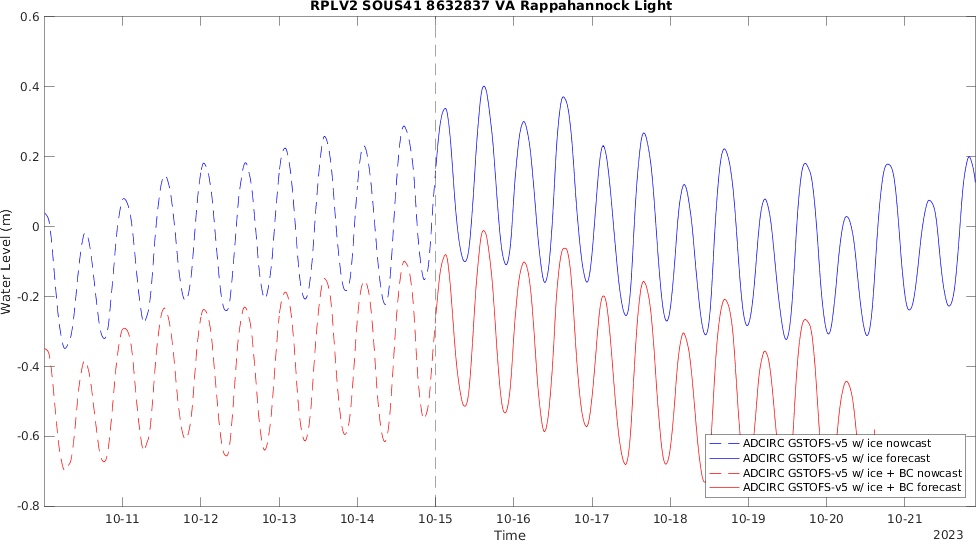 RPLV2 SOUS41 8632837 VA Rappahannock Light
0.6
0.4
0.2
0
-0.2
-0.4
-0.6
-0.8
Water Level (m)
ADCIRC GSTOFS-v5 w/ ice nowcast
ADCIRC GSTOFS-v5 w/ ice forecast
ADCIRC GSTOFS-v5 w/ ice + BC nowcast
ADCIRC GSTOFS-v5 w/ ice + BC forecast
10-11 10-12 10-13 10-14 10-15 10-16 10-17 10-18 10-19 10-20 10-21
Time
2023